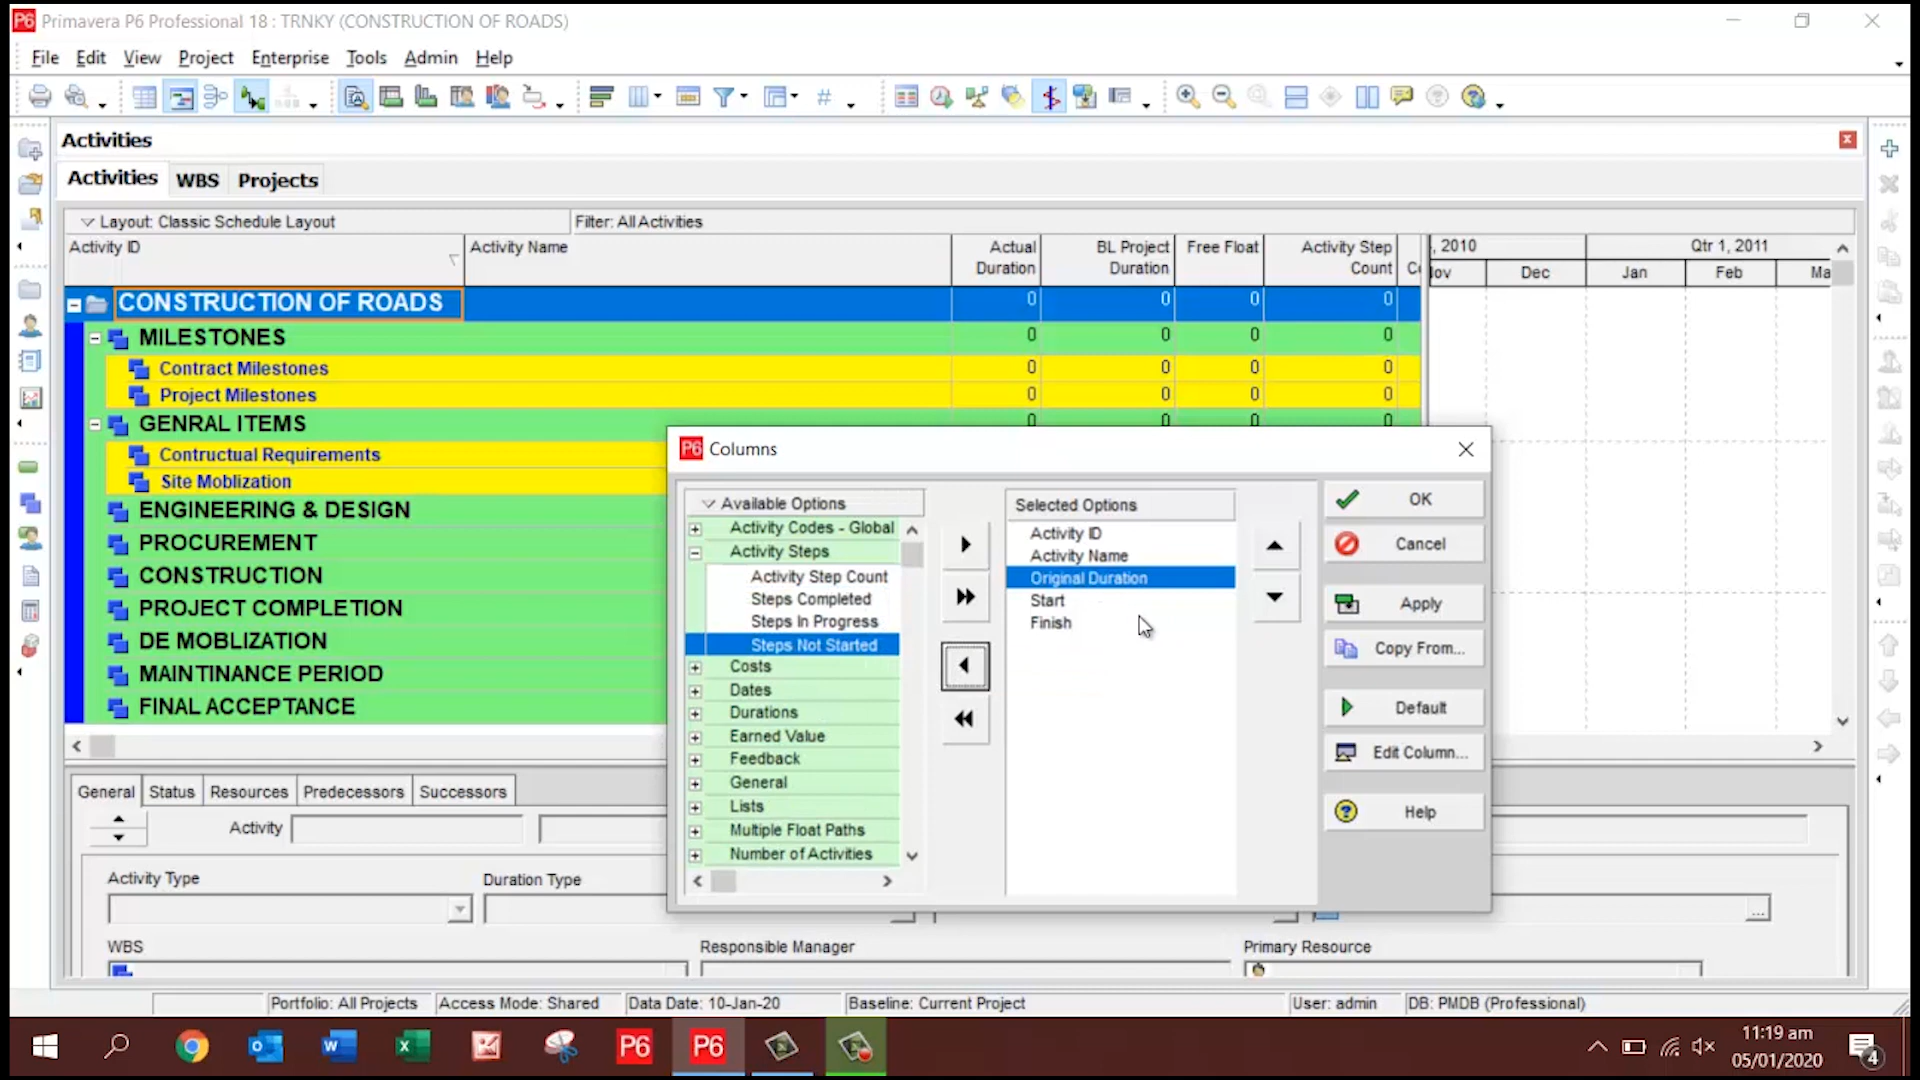 P6 Primavera P6 Professional 18 : TRNKY (CONSTRUCTION OF ROADS)
File Edit View Project Enterprise Tools Admin Help
Activities
Activities WBS Projects
Layout: Classic Schedule Layout Filter: All Activities
Activity ID Activity Name Actual Duration BL Project Duration Free Float Activity Step Count , 2010 Qtr 1, 2011
Dec Jan Feb
CONSTRUCTION OF ROADS 0 0 0 0
MILESTONES 0 0 0 0
Contract Milestones 0 0 0 0
Project Milestones 0 0 0 0
GENRAL ITEMS 0 0 0 0
Contructual Requirements
Site Moblization
ENGINEERING & DESIGN
PROCUREMENT
CONSTRUCTION
PROJECT COMPLETION
DE MOBLIZATION
MAINTINANCE PERIOD
FINAL ACCEPTANCE
P6 Columns
Available Options
Activity Codes - Global
Activity Steps
Activity Step Count
Steps Completed
Steps In Progress
Steps Not Started
Costs
Dates
Durations
Earned Value
Feedback
General
Lists
Multiple Float Paths
Number of Activities
Selected Options
Activity ID
Activity Name
Original Duration
Start
Finish
OK
Cancel
Apply
Copy From...
Default
Edit Column...
Help
General Status Resources Predecessors Successors
Activity
Activity Type Duration Type
WBS Responsible Manager Primary Resource
Portfolio: All Projects Access Mode: Shared Data Date: 10-Jan-20 Baseline: Current Project User: admin DB: PMDB (Professional)
P6 P6
11:19 am
05/01/2020
4